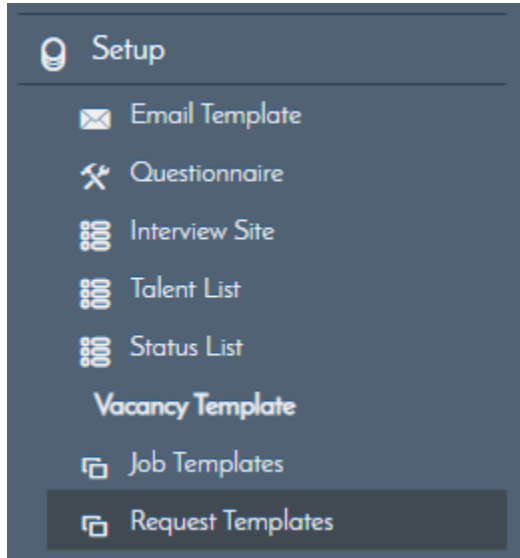 Setup
Email Template
Questionnaire
Interview Site
Talent List
Status List
Vacancy Template
Job Templates
Request Templates